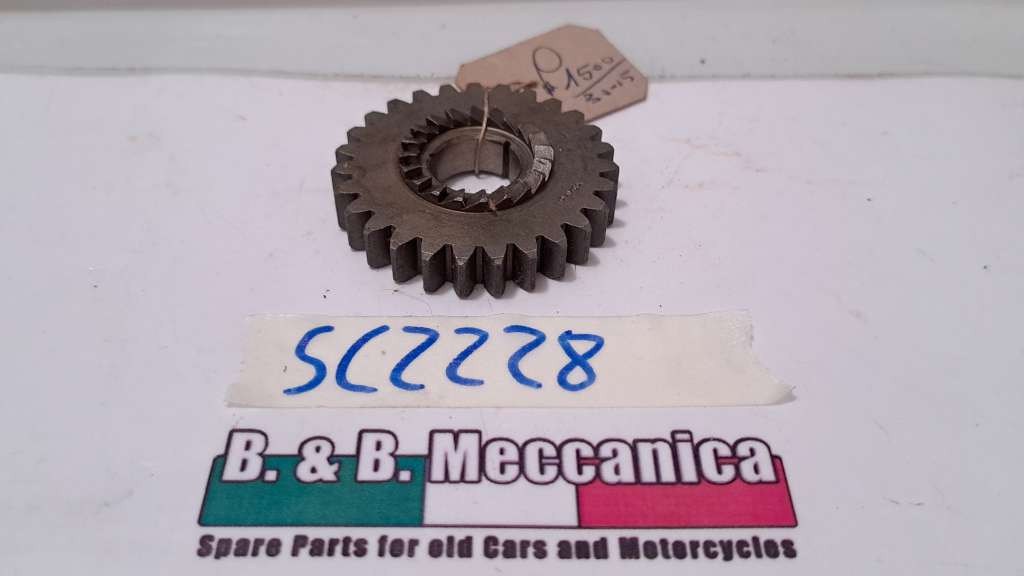 1500
SC2228
B. & B. Meccanica
Spare Parts for old Cars and Motorcycles